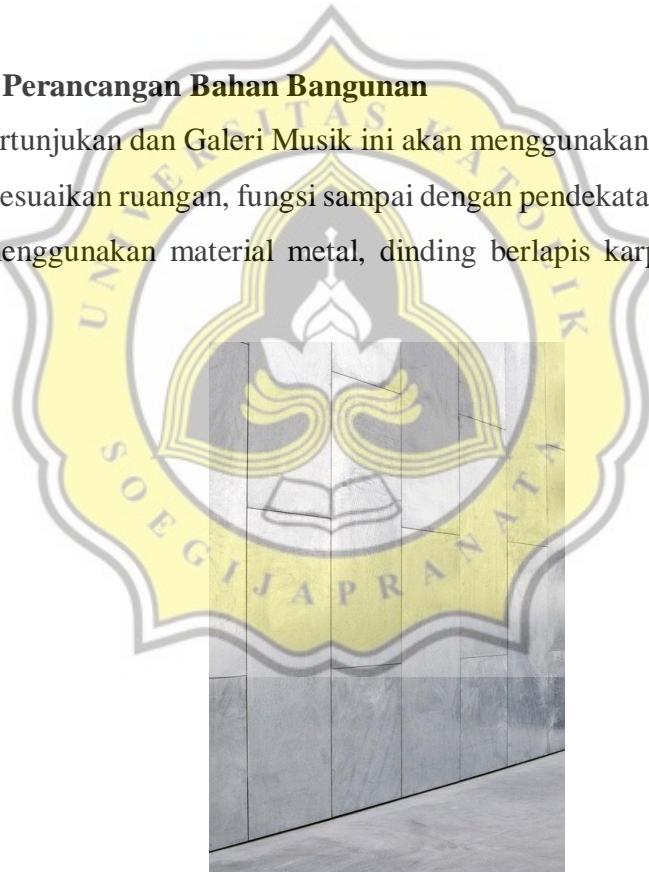 Perancangan Bahan Bangunan
rtunjukan dan Galeri Musik ini akan menggunakan
esuaikan ruangan, fungsi sampai dengan pendekata
enggunakan material metal, dinding berlapis karp
UNIVERSITAS KATOLIK
SOEGIJAPRANATA